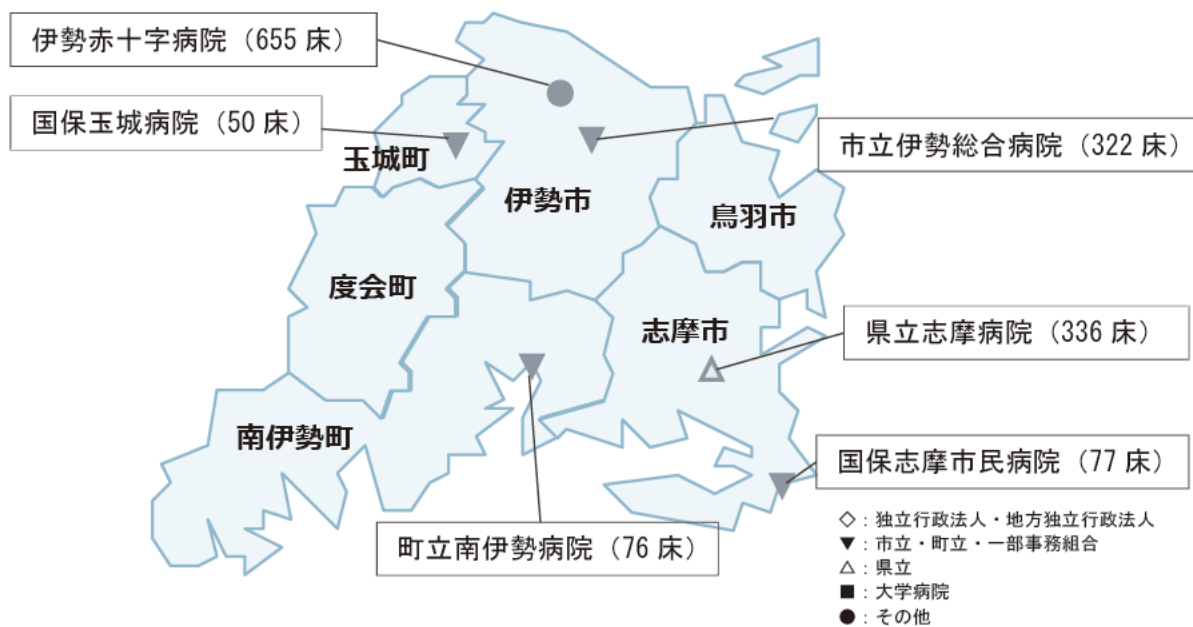 伊勢赤十字病院（655 床）
国保玉城病院（50 床）
市立伊勢総合病院（322 床）
玉城町
伊勢市
鳥羽市
度会町
志摩市
県立志摩病院（336 床）
南伊勢町
国保志摩市民病院（77 床）
町立南伊勢病院（76 床）
◇：独立行政法人・地方独立行政法人
▼：市立・町立・一部事務組合
△：県立
■：大学病院
●：その他